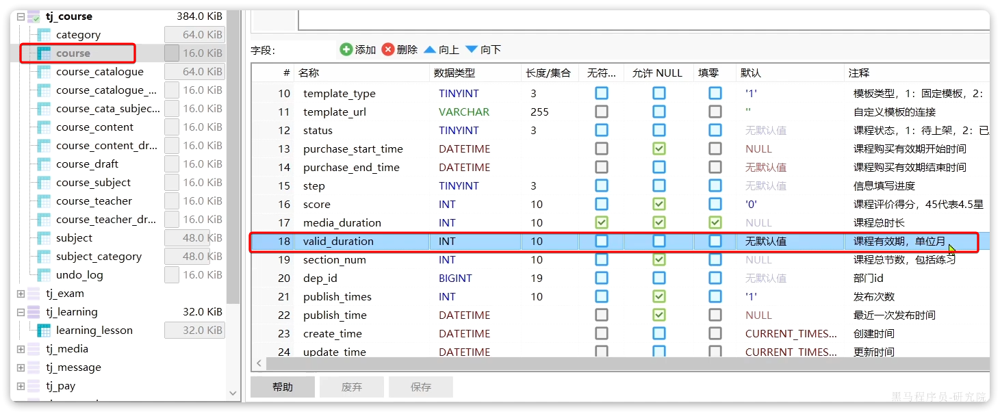 tj_course 384.0 KiB
category 64.0 KiB
course 16.0 KiB
course_catalogue 64.0 KiB
course_catalogue_... 16.0 KiB
course_cata_subjec... 16.0 KiB
course_content 16.0 KiB
course_content_dr... 16.0 KiB
course_draft 16.0 KiB
course_subject 16.0 KiB
course_teacher 16.0 KiB
course_teacher_dr... 16.0 KiB
subject 48.0 KiB
subject_category 48.0 KiB
undo_log 16.0 KiB
tj_exam
tj_learning 32.0 KiB
learning_lesson 32.0 KiB
tj_media
tj_message
tj_pay
字段: 添加 删除 向上 向下
# 名称 数据类型 长度/集合 无符... 允许 NULL 填零 默认 注释
10 template_type TINYINT 3 '1' 模板类型，1：固定模板，2：
11 template_url VARCHAR 255 '' 自定义模板的连接
12 status TINYINT 3 无默认值 课程状态，1：待上架，2：已
13 purchase_start_time DATETIME NULL 课程购买有效期开始时间
14 purchase_end_time DATETIME 无默认值 课程购买有效期结束时间
15 step TINYINT 3 无默认值 信息填写进度
16 score INT 10 '0' 课程评价得分，45代表4.5星
17 media_duration INT 10 NULL 课程总时长
18 valid_duration INT 10 无默认值 课程有效期，单位月
19 section_num INT 10 NULL 课程总节数，包括练习
20 dep_id BIGINT 19 无默认值 部门id
21 publish_times INT 10 '1' 发布次数
22 publish_time DATETIME NULL 最近一次发布时间
23 create_time DATETIME CURRENT_TIMES... 创建时间
24 update_time DATETIME CURRENT_TIMES... 更新时间
帮助 废弃 保存
黑马程序员-研究院